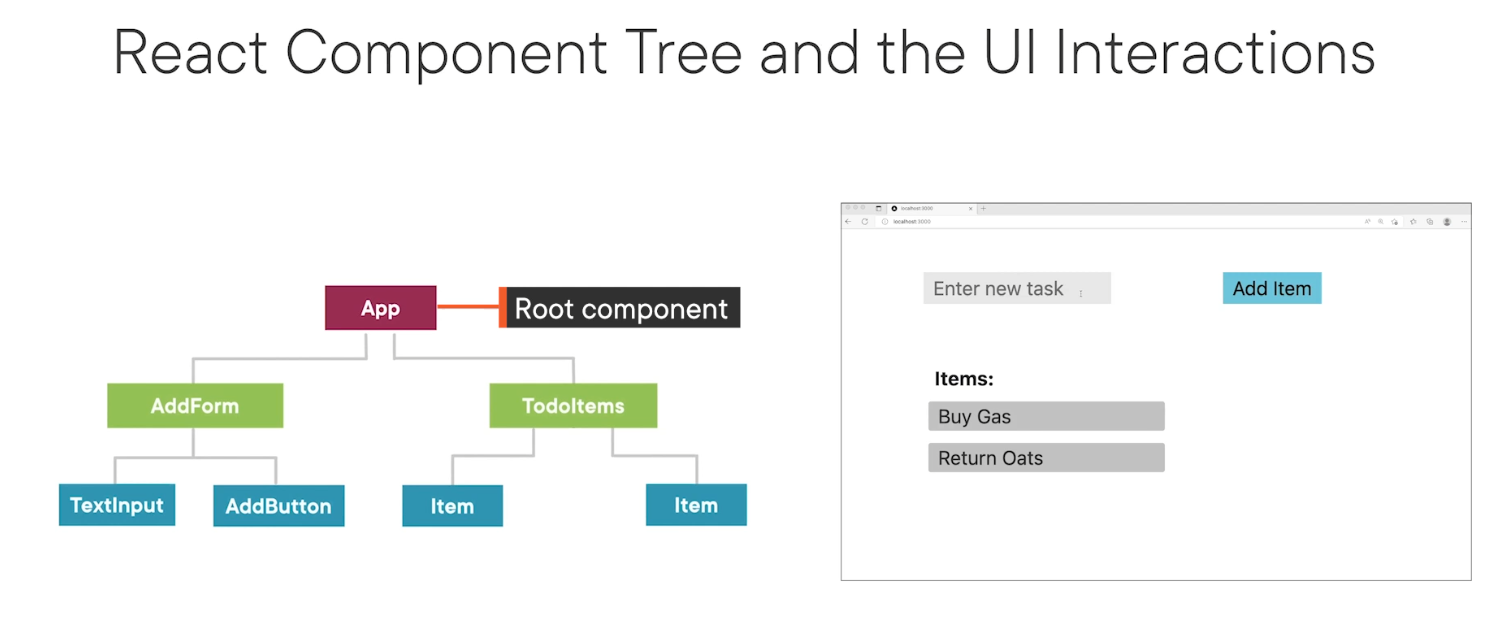 React Component Tree and the UI Interactions
App
Root component
AddForm
TodoItems
TextInput
AddButton
Item
Item
localhost:3000
localhost:3000
Enter new task
Add Item
Items:
Buy Gas
Return Oats